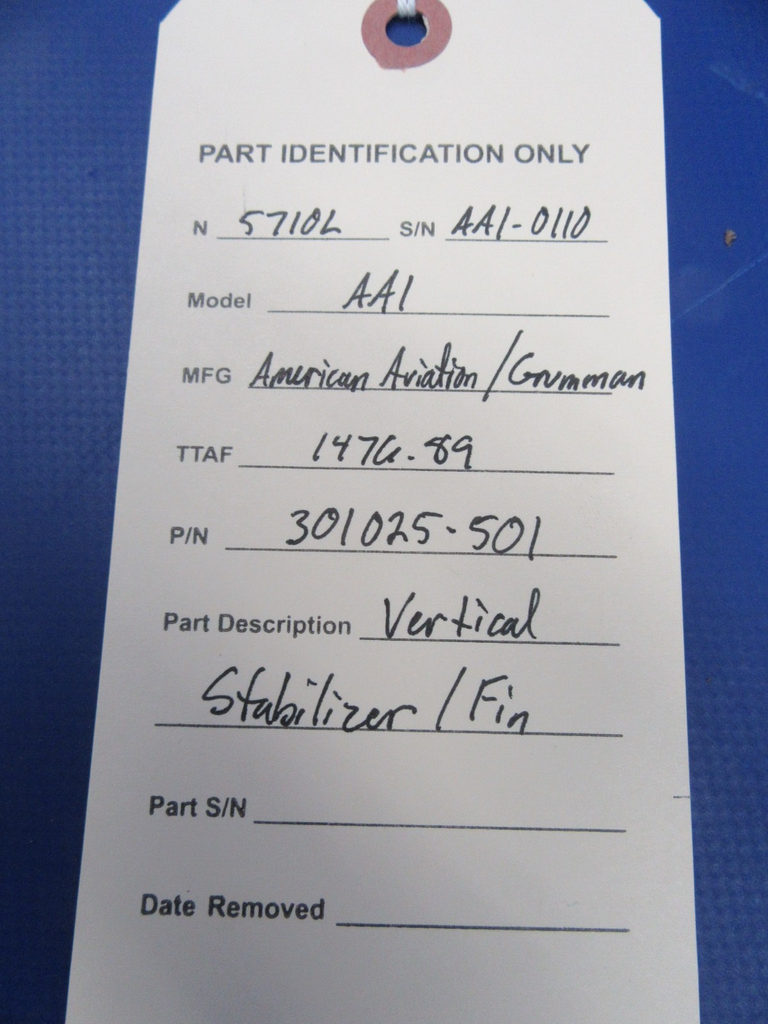 PART IDENTIFICATION ONLY
N 5710L S/N AA1-0110
Model AA1
MFG American Aviation/Grumman
TTAF 1476.89
P/N 301025-501
Part Description Vertical
Stabilizer/Fin
Part S/N
Date Removed